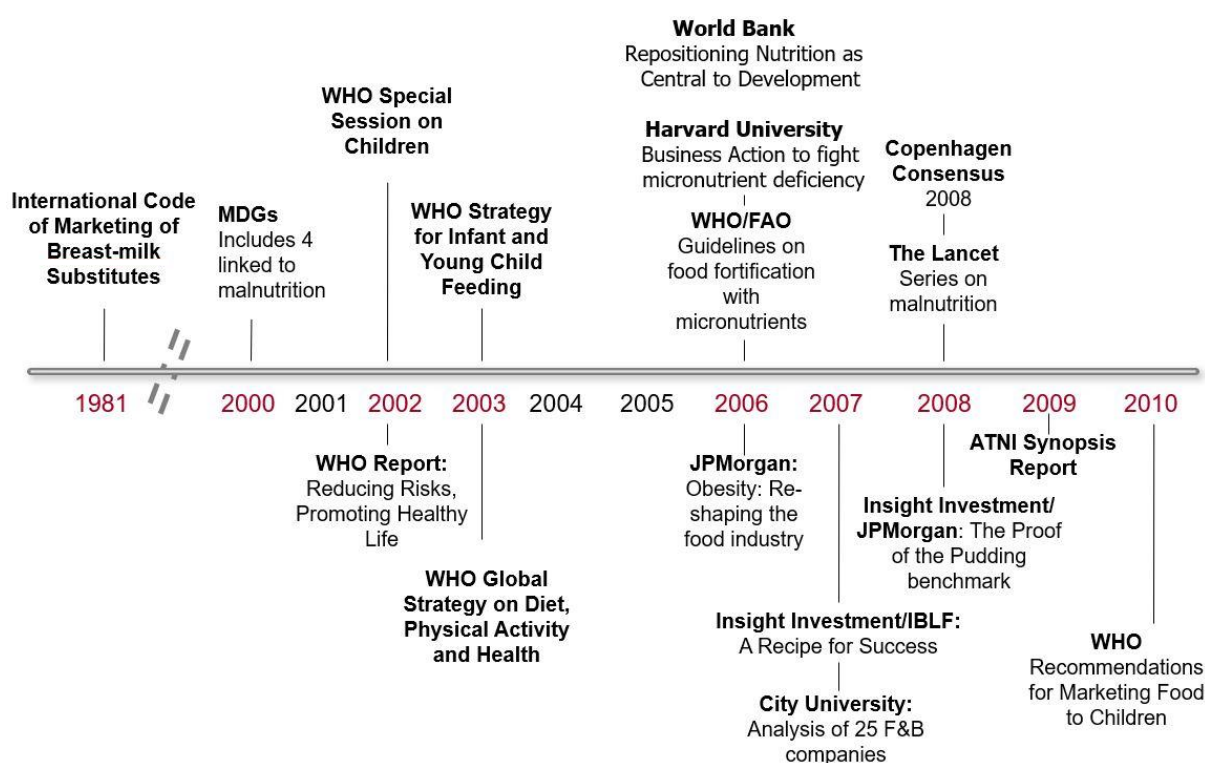 World Bank
Repositioning Nutrition as
Central to Development
WHO Special
Session on
Children
Harvard University
Business Action to fight
micronutrient deficiency
Copenhagen
Consensus
2008
International Code
of Marketing of
Breast-milk
Substitutes
MDGs
Includes 4
linked to
malnutrition
WHO Strategy
for Infant and
Young Child
Feeding
WHO/FAO
Guidelines on
food fortification
with
micronutrients
The Lancet
Series on
malnutrition
1981 2000 2001 2002 2003 2004 2005 2006 2007 2008 2009 2010
WHO Report:
Reducing Risks,
Promoting Healthy
Life
WHO Global
Strategy on Diet,
Physical Activity
and Health
JPMorgan:
Obesity: Re-
shaping the
food industry
Insight Investment/IBLF:
A Recipe for Success
City University:
Analysis of 25 F&B
companies
Insight Investment/
JPMorgan: The Proof
of the Pudding
benchmark
ATNI Synopsis
Report
WHO
Recommendations
for Marketing Food
to Children